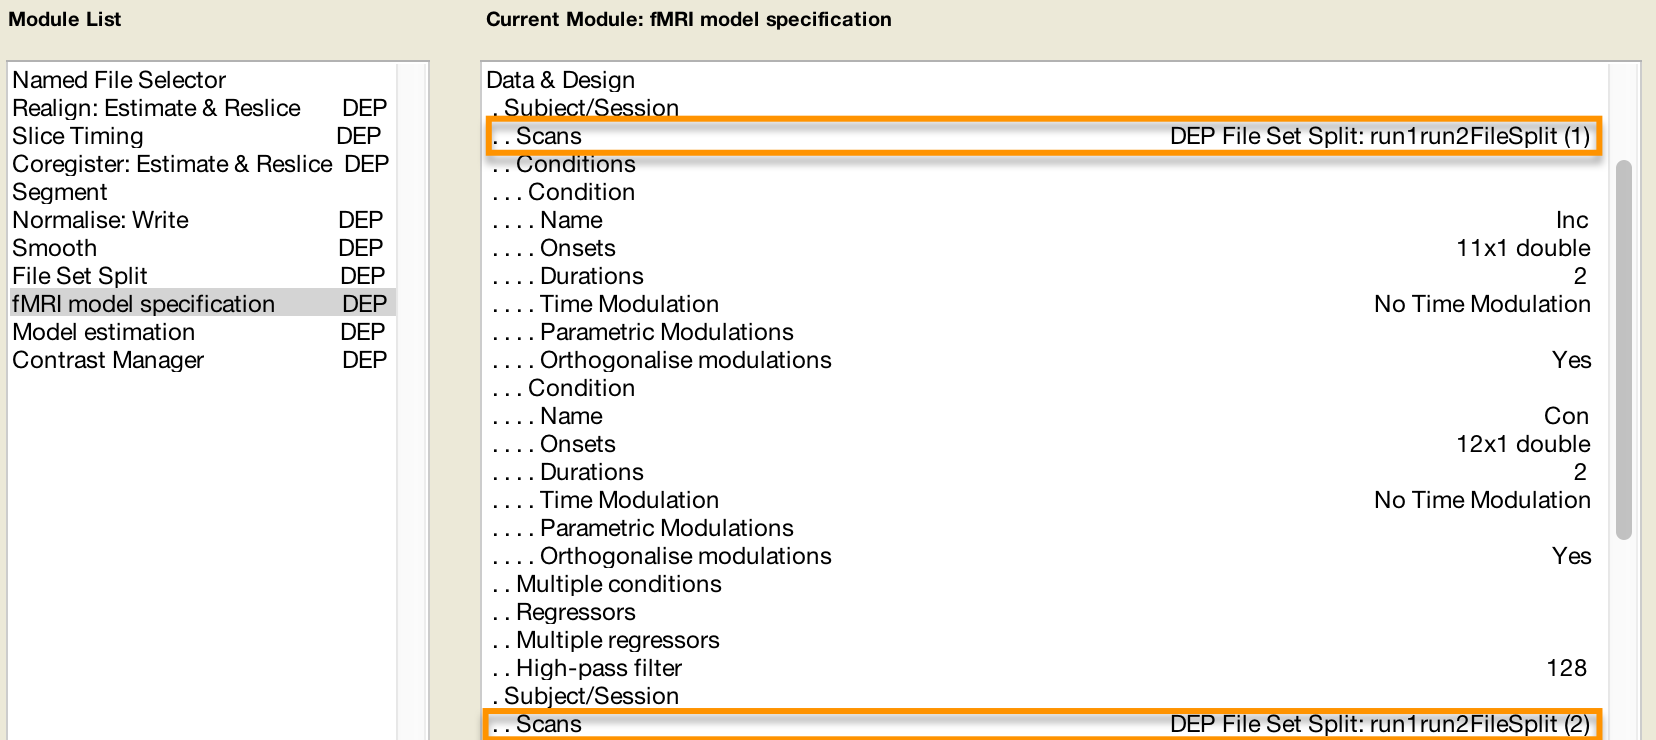 Module List
Named File Selector
Realign: Estimate & Reslice DEP
Slice Timing DEP
Coregister: Estimate & Reslice DEP
Segment
Normalise: Write DEP
Smooth DEP
File Set Split DEP
fMRI model specification DEP
Model estimation DEP
Contrast Manager DEP
Current Module: fMRI model specification
Data & Design
. Subject/Session
. . Scans DEP File Set Split: run1run2FileSplit (1)
. . Conditions
. . . Condition
. . . . Name Inc
. . . . Onsets 11x1 double
. . . . Durations 2
. . . . Time Modulation No Time Modulation
. . . . Parametric Modulations
. . . . Orthogonalise modulations Yes
. . . Condition
. . . . Name Con
. . . . Onsets 12x1 double
. . . . Durations 2
. . . . Time Modulation No Time Modulation
. . . . Parametric Modulations
. . . . Orthogonalise modulations Yes
. . Multiple conditions
. . Regressors
. . Multiple regressors
. . High-pass filter 128
. Subject/Session
. . Scans DEP File Set Split: run1run2FileSplit (2)